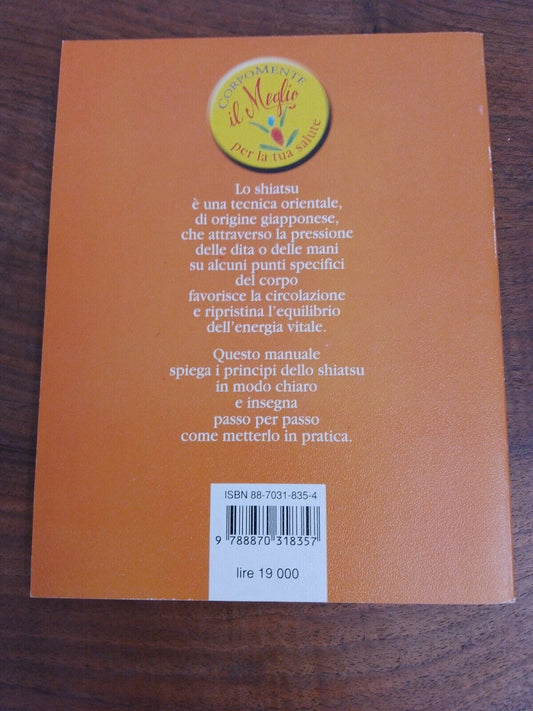 CORPOMENTE
il Meglio
per la tua salute
Lo shiatsu
è una tecnica orientale,
di origine giapponese,
che attraverso la pressione
delle dita o delle mani
su alcuni punti specifici
del corpo
favorisce la circolazione
e ripristina l'equilibrio
dell'energia vitale.
Questo manuale
spiega i principi dello shiatsu
in modo chiaro
e insegna
passo per passo
come metterlo in pratica.
ISBN 88-7031-835-4
9 788870 318357
lire 19 000